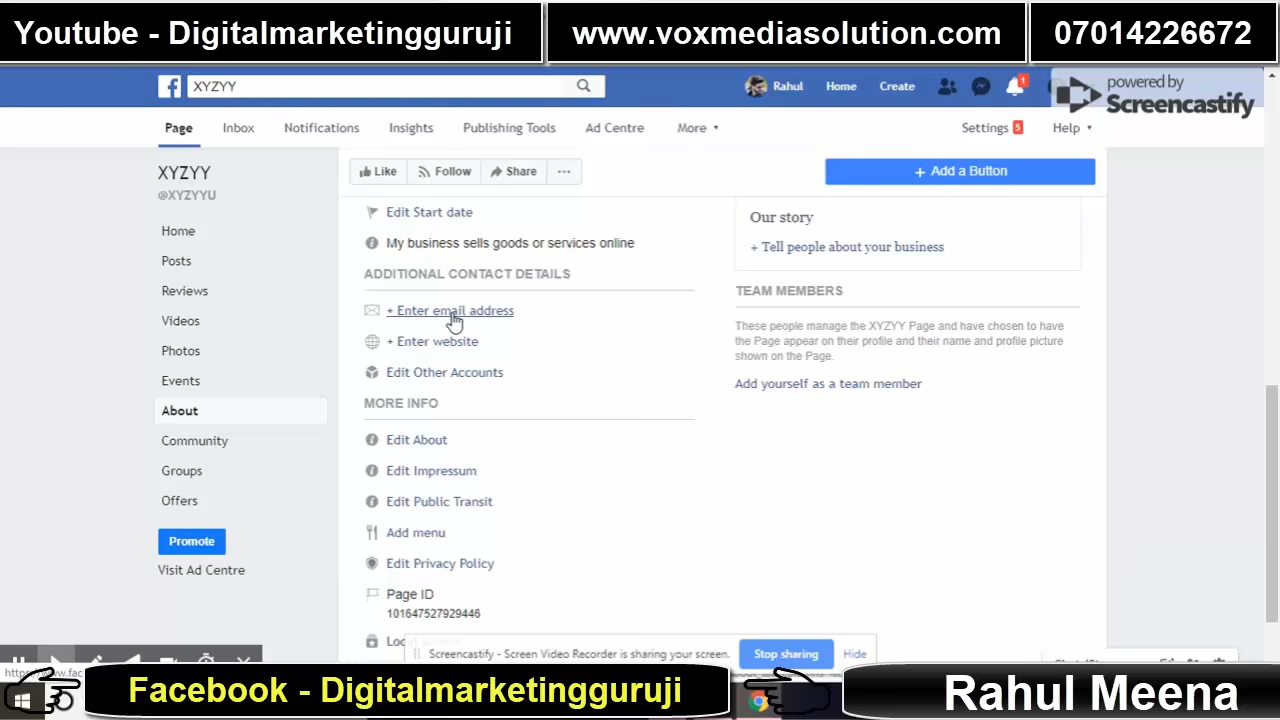 Youtube - Digitalmarketingguruji
www.voxmediasolution.com
07014226672
XYZYY
Rahul
Home
Create
1
powered by
Screencastify
Page
Inbox
Notifications
Insights
Publishing Tools
Ad Centre
More
Settings 5
Help
XYZYY
@XYZYYU
Home
Posts
Reviews
Videos
Photos
Events
About
Community
Groups
Offers
Promote
Visit Ad Centre
Like
Follow
Share
...
+ Add a Button
Edit Start date
My business sells goods or services online
ADDITIONAL CONTACT DETAILS
+ Enter email address
+ Enter website
Edit Other Accounts
MORE INFO
Edit About
Edit Impressum
Edit Public Transit
Add menu
Edit Privacy Policy
Page ID
101647527929446
Our story
+ Tell people about your business
TEAM MEMBERS
These people manage the XYZYY Page and have chosen to have
the Page appear on their profile and their name and profile picture
shown on the Page.
Add yourself as a team member
Screencastify - Screen Video Recorder is sharing your screen.
Stop sharing
Hide
Facebook - Digitalmarketingguruji
Rahul Meena